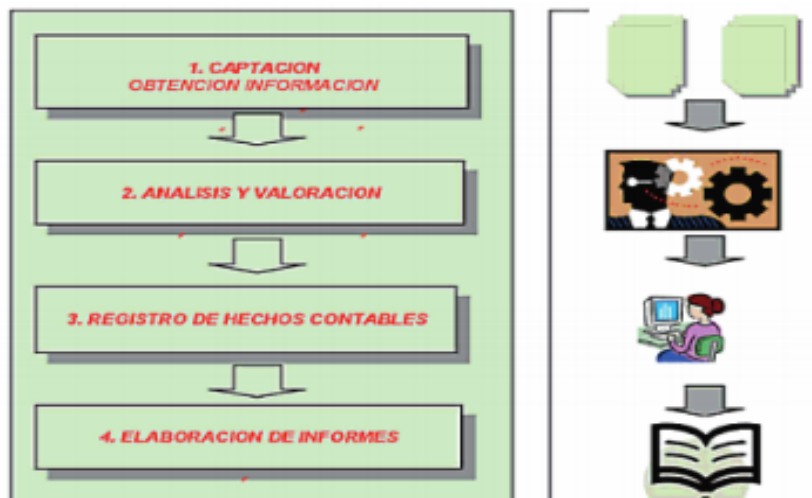 1. CAPTACION
OBTENCION INFORMACION
2. ANALISIS Y VALORACION
3. REGISTRO DE HECHOS CONTABLES
4. ELABORACION DE INFORMES